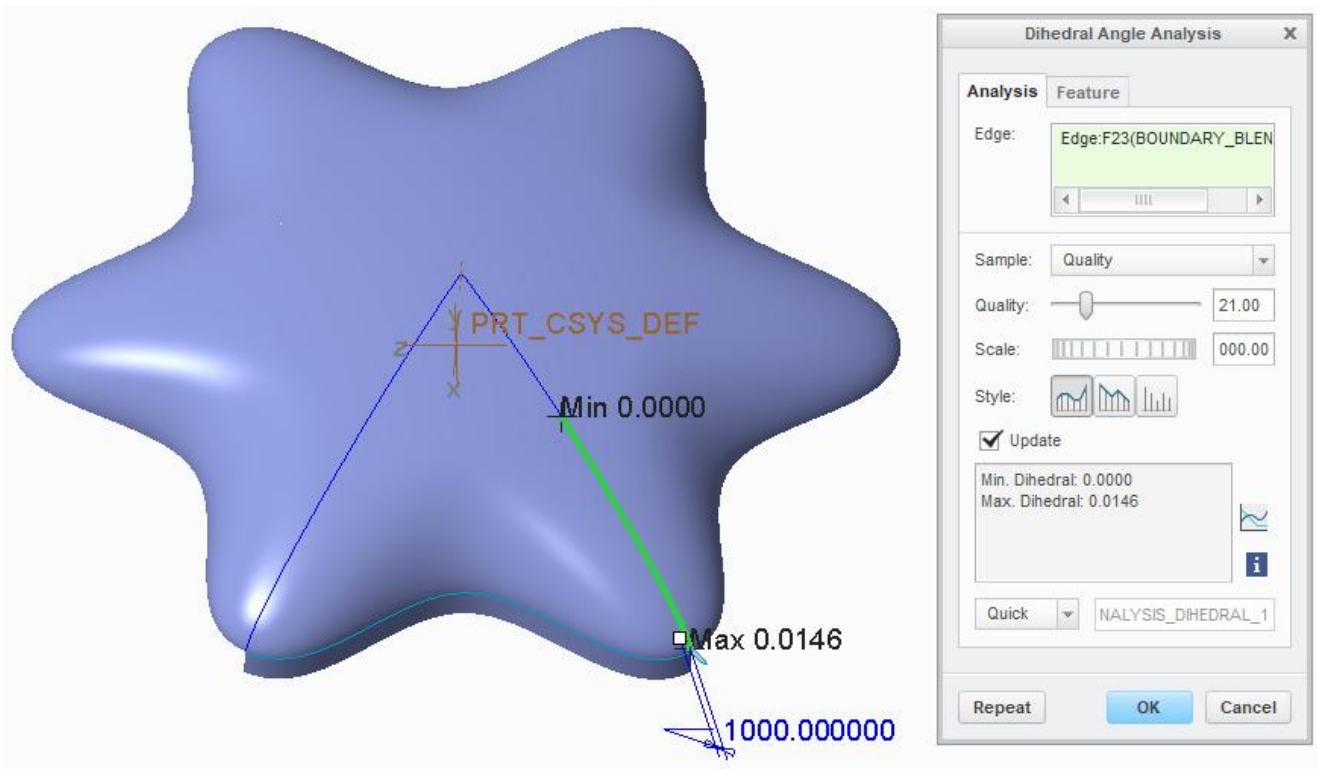 Dihedral Angle Analysis X
Analysis Feature
Edge: Edge:F23(BOUNDARY_BLEN
Sample: Quality
Quality: 21.00
Scale: 000.00
Style:
Update
Min. Dihedral: 0.0000
Max. Dihedral: 0.0146
i
Quick NALYSIS_DIHEDRAL_1
Repeat OK Cancel
Y
PRT_CSYS_DEF
Z
X
Min 0.0000
Max 0.0146
1000.000000